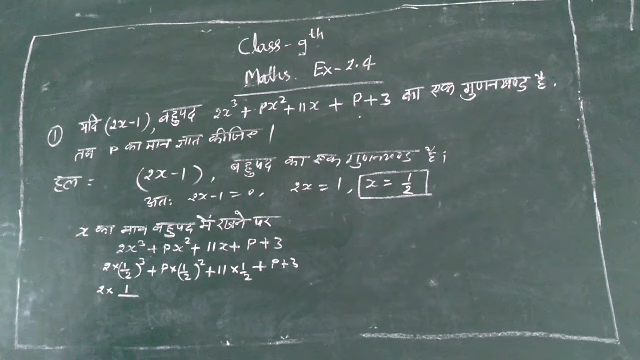 Class-9th
Maths. Ex-2.4
① यदि (2x-1), बहुपद 2x³ + Px² + 11x + P + 3 का एक गुणनखण्ड है.
तब P का मान ज्ञात कीजिए।
हल: (2x-1), बहुपद का एक गुणनखण्ड है;
अतः 2x-1=0, 2x = 1, x = 1/2
x का मान बहुपद में रखने पर
2x³ + Px² + 11x + P + 3
2×(1/2)³ + P×(1/2)² + 11×1/2 + P+3
2× 1